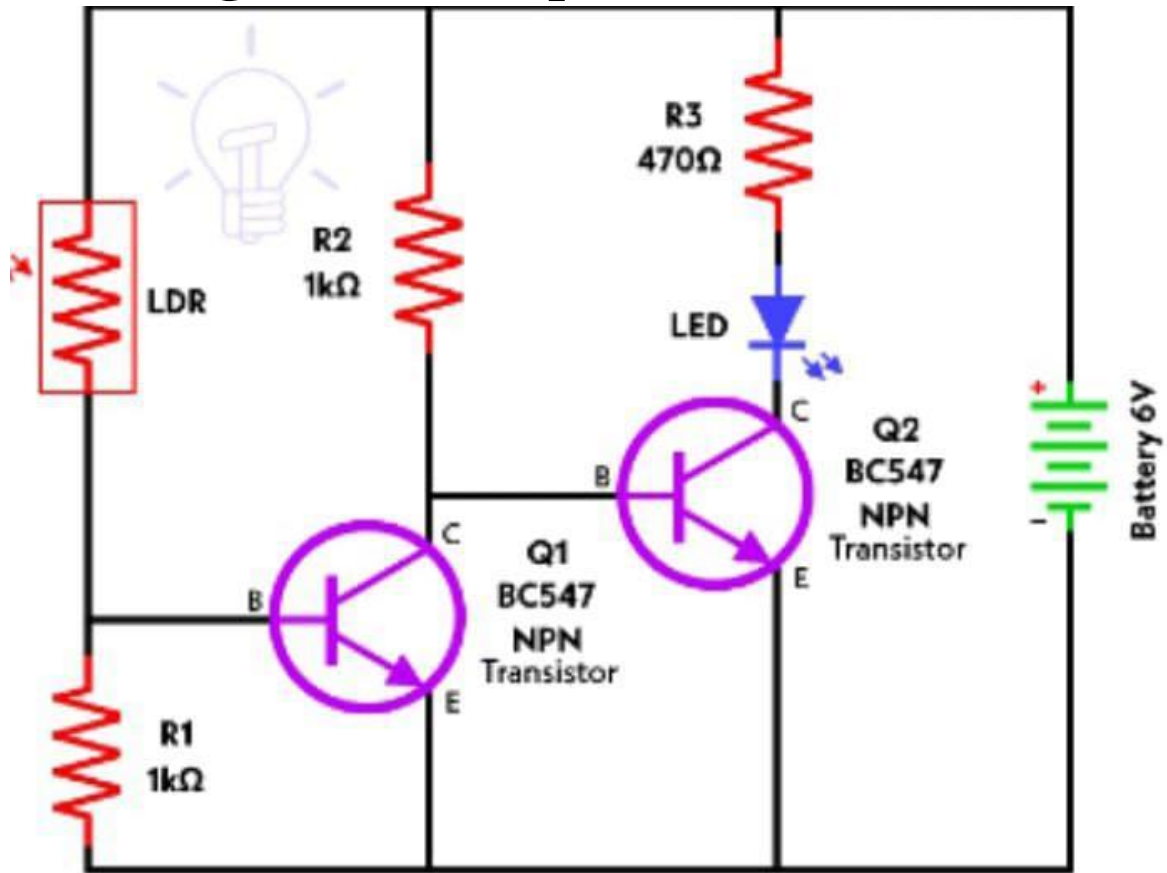 R3
470Ω
R2
1kΩ
LDR
LED
C
Q2
BC547
NPN
Transistor
B
E
+
−
Battery 6V
C
Q1
BC547
NPN
Transistor
B
E
R1
1kΩ